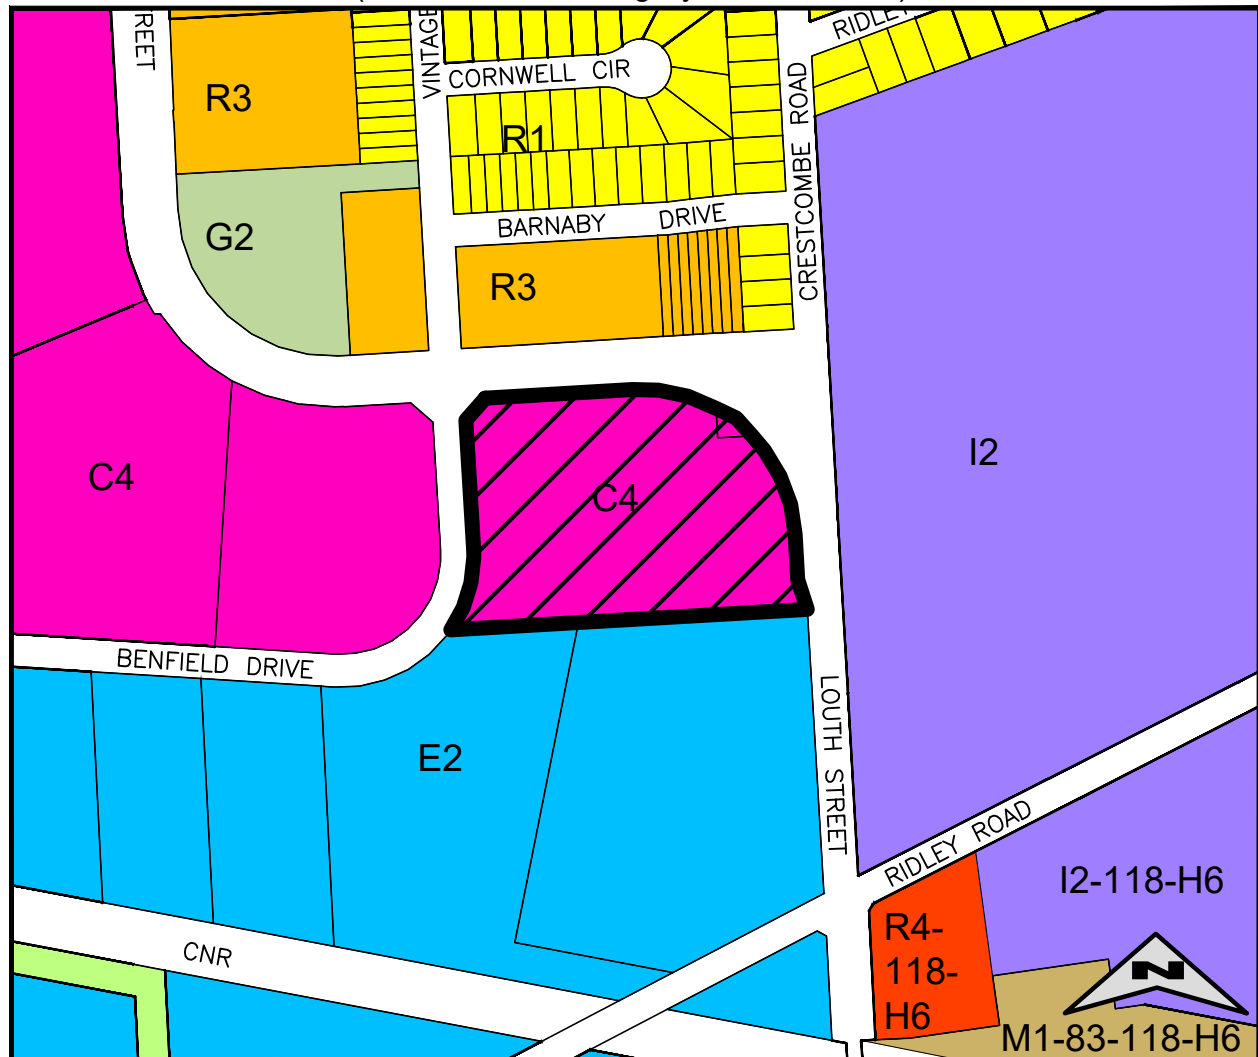 REET
VINTAGE
RIDLEY
CORNWELL CIR
R3
R1
CRESTCOMBE ROAD
BARNABY DRIVE
G2
R3
I2
C4
C4
BENFIELD DRIVE
LOUTH STREET
E2
RIDLEY ROAD
I2-118-H6
R4-
118-
H6
CNR
N
M1-83-118-H6